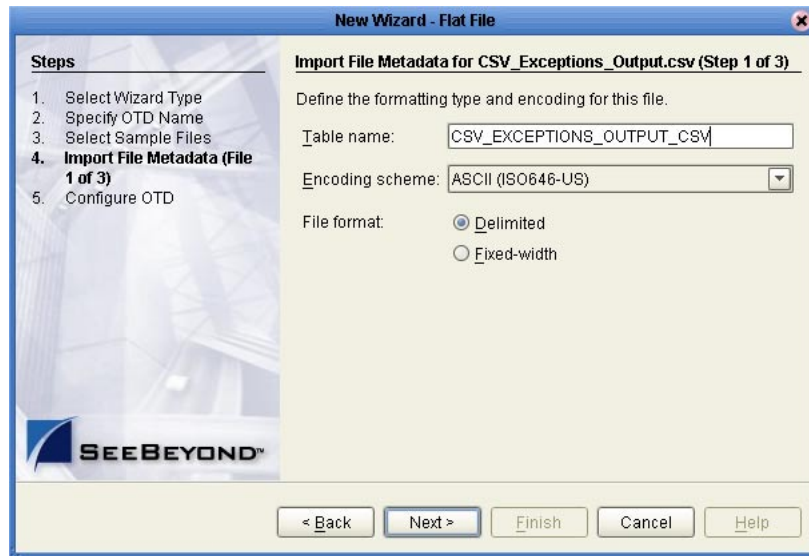 New Wizard - Flat File
Steps
1. Select Wizard Type
2. Specify OTD Name
3. Select Sample Files
4. Import File Metadata (File
1 of 3)
5. Configure OTD
SEEBEYOND™
Import File Metadata for CSV_Exceptions_Output.csv (Step 1 of 3)
Define the formatting type and encoding for this file.
Table name: CSV_EXCEPTIONS_OUTPUT_CSV
Encoding scheme: ASCII (ISO646-US)
File format: Delimited
Fixed-width
< Back Next > Finish Cancel Help